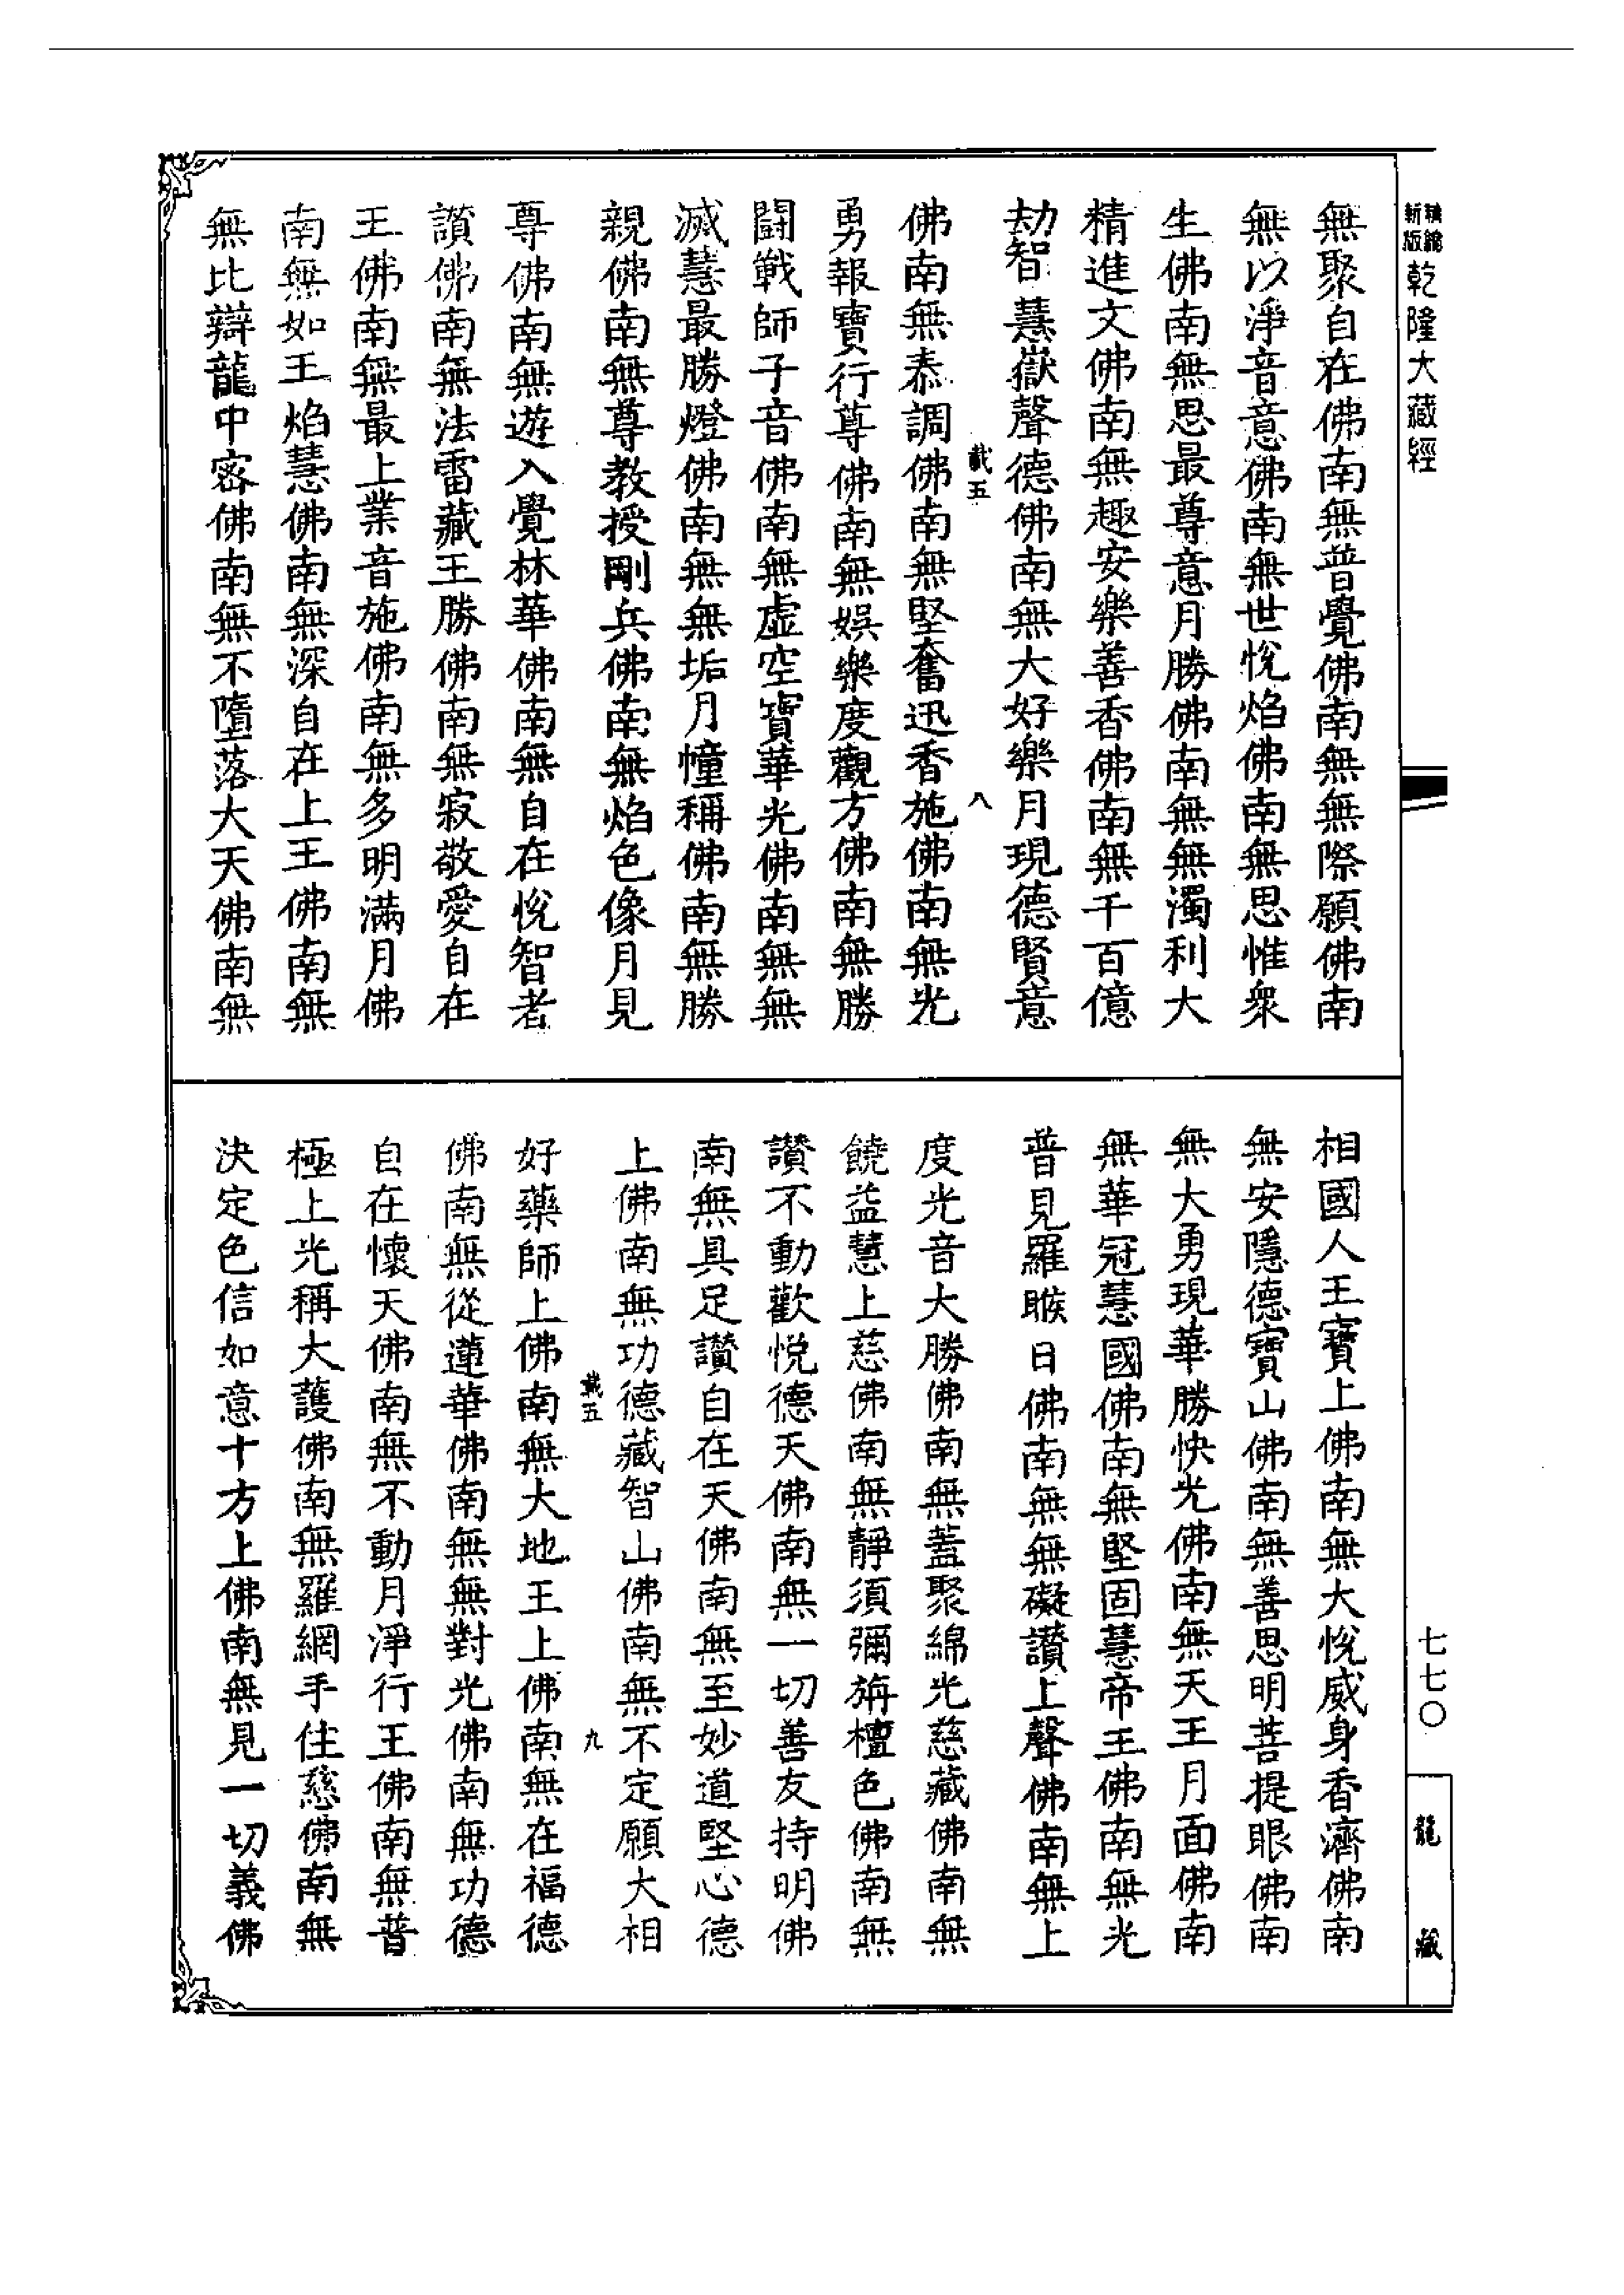 新版
精縮
乾隆大藏經
七七〇
龍藏
無聚自在佛南無普覺佛南無無際願佛南
無以淨音意佛南無世悅焰佛南無思惟衆
生佛南無思最尊意月勝佛南無無濁利大
精進文佛南無趣安樂善香佛南無千百億
劫智慧嶽聲德佛南無大好樂月現德賢意
載五
八
佛南無泰調佛南無堅奮迅香施佛南無光
勇報寶行尊佛南無娛樂度觀方佛南無勝
鬪戰師子音佛南無虛空寶華光佛南無無
滅慧最勝燈佛南無無垢月幢稱佛南無勝
親佛南無尊教授剛兵佛南無焰色像月見
尊佛南無遊入覺林華佛南無自在悅智者
讚佛南無法雷藏王勝佛南無寂敬愛自在
王佛南無最上業音施佛南無多明滿月佛
南無如王焰慧佛南無深自在上王佛南無
無比辯龍中密佛南無不墮落大天佛南無
相國人王寶上佛南無大悅威身香濟佛南
無安隱德寶山佛南無善思明菩提眼佛南
無大勇現華勝快光佛南無天王月面佛南
無華冠慧國佛南無堅固慧帝王佛南無光
普見羅睺日佛南無無礙讚上聲佛南無上
度光音大勝佛南無蓋聚綿光慈藏佛南無
饒益慧上慈佛南無靜須彌旃檀色佛南無
讚不動歡悅德天佛南無一切善友持明佛
南無具足讚自在天佛南無至妙道堅心德
上佛南無功德藏智山佛南無不定願大相
載五
九
好藥師上佛南無大地王上佛南無在福德
佛南無從蓮華佛南無無對光佛南無功德
自在懷天佛南無不動月淨行王佛南無普
極上光稱大護佛南無羅網手住慈佛南無
決定色信如意十方上佛南無見一切義佛